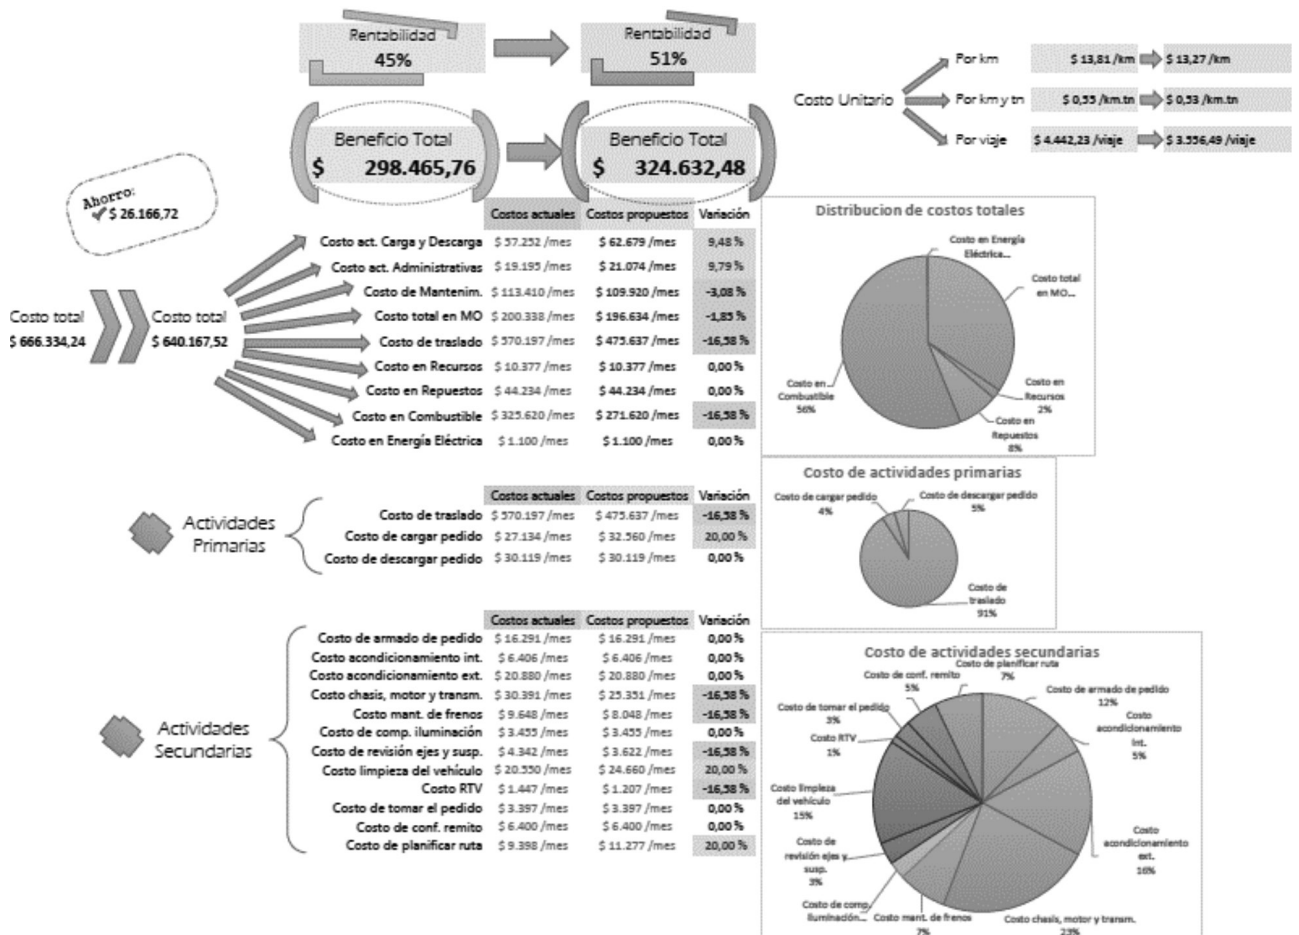 Rentabilidad
45%
Rentabilidad
51%
Costo Unitario
Por km
$ 13,81 /km
$ 13,27 /km
Por km y tn
$ 0,55 /km.tn
$ 0,53 /km.tn
Por viaje
$ 4.442,23 /viaje
$ 3.556,49 /viaje
Beneficio Total
$ 298.465,76
Beneficio Total
$ 324.632,48
Ahorro:
$ 26.166,72
Costo total
$ 666.334,24
Costo total
$ 640.167,52
Costos actuales Costos propuestos Variación
Costo act. Carga y Descarga $ 57.252 /mes $ 62.679 /mes 9,48 %
Costo act. Administrativas $ 19.195 /mes $ 21.074 /mes 9,79 %
Costo de Mantenim. $ 113.410 /mes $ 109.920 /mes -3,08 %
Costo total en MO $ 200.338 /mes $ 196.634 /mes -1,85 %
Costo de traslado $ 570.197 /mes $ 475.637 /mes -16,58 %
Costo en Recursos $ 10.377 /mes $ 10.377 /mes 0,00 %
Costo en Repuestos $ 44.234 /mes $ 44.234 /mes 0,00 %
Costo en Combustible $ 325.620 /mes $ 271.620 /mes -16,58 %
Costo en Energía Eléctrica $ 1.100 /mes $ 1.100 /mes 0,00 %
Distribucion de costos totales
Costo en Energía
Eléctrica...
Costo total
en MO...
Costo en
Recursos
2%
Costo en
Repuestos
8%
Costo en
Combustible
56%
Actividades
Primarias
Costos actuales Costos propuestos Variación
Costo de traslado $ 570.197 /mes $ 475.637 /mes -16,58 %
Costo de cargar pedido $ 27.134 /mes $ 32.560 /mes 20,00 %
Costo de descargar pedido $ 30.119 /mes $ 30.119 /mes 0,00 %
Costo de actividades primarias
Costo de cargar pedido
4%
Costo de descargar pedido
5%
Costo de
traslado
91%
Actividades
Secundarias
Costos actuales Costos propuestos Variación
Costo de armado de pedido $ 16.291 /mes $ 16.291 /mes 0,00 %
Costo acondicionamiento int. $ 6.406 /mes $ 6.406 /mes 0,00 %
Costo acondicionamiento ext. $ 20.880 /mes $ 20.880 /mes 0,00 %
Costo chasis, motor y transm. $ 30.391 /mes $ 25.351 /mes -16,58 %
Costo mant. de frenos $ 9.648 /mes $ 8.048 /mes -16,58 %
Costo de comp. iluminación $ 3.455 /mes $ 3.455 /mes 0,00 %
Costo de revisión ejes y susp. $ 4.342 /mes $ 3.622 /mes -16,58 %
Costo limpieza del vehículo $ 20.550 /mes $ 24.660 /mes 20,00 %
Costo RTV $ 1.447 /mes $ 1.207 /mes -16,58 %
Costo de tomar el pedido $ 3.397 /mes $ 3.397 /mes 0,00 %
Costo de conf. remito $ 6.400 /mes $ 6.400 /mes 0,00 %
Costo de planificar ruta $ 9.398 /mes $ 11.277 /mes 20,00 %
Costo de actividades secundarias
Costo de planificar ruta
7%
Costo de conf. remito
5%
Costo de armado de pedido
12%
Costo de tomar el pedido
3%
Costo
acondicionamiento
int.
5%
Costo RTV
1%
Costo limpieza
del vehículo
15%
Costo
acondicionamiento
ext.
16%
Costo de
revisión ejes y
susp.
3%
Costo de comp.
iluminación...
Costo mant. de frenos
7%
Costo chasis, motor y transm.
23%